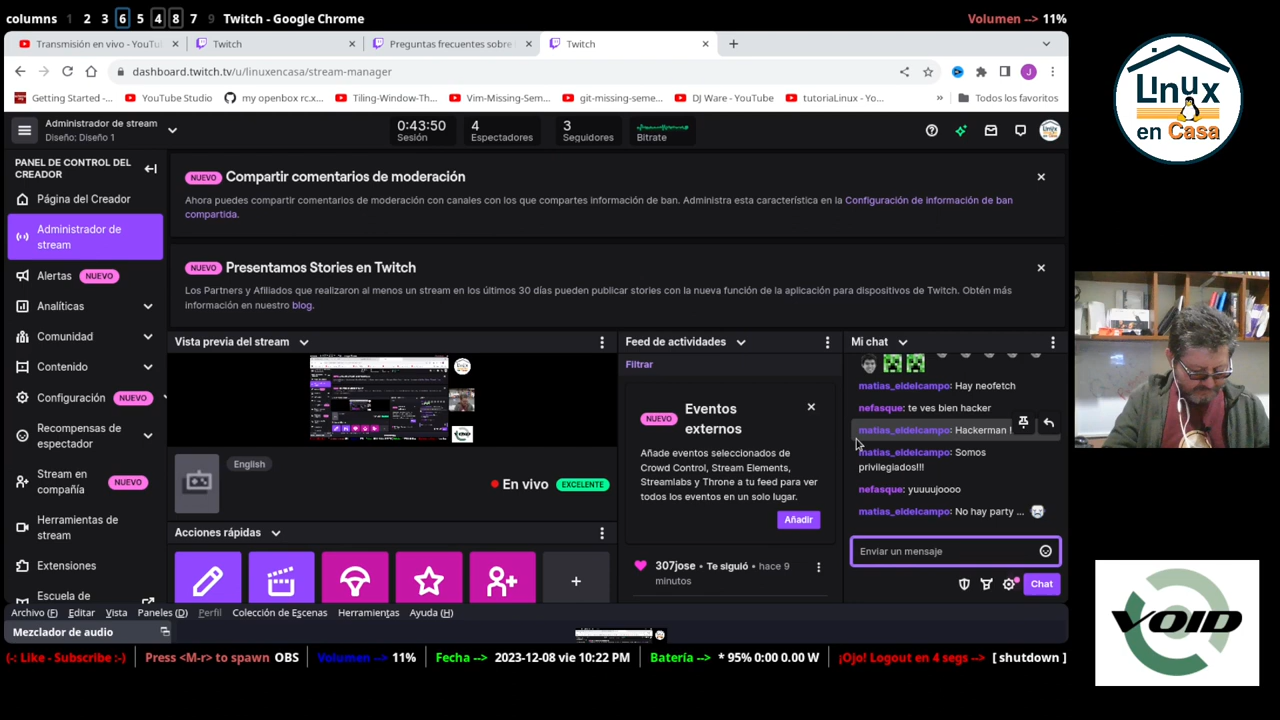 columns 1 2 3 6 5 4 8 7 9 Twitch - Google Chrome
Volumen --> 11%
Transmisión en vivo - YouTu
Twitch
Preguntas frecuentes sobre
Twitch
dashboard.twitch.tv/u/linuxencasa/stream-manager
J
Getting Started -...
YouTube Studio
my openbox rc.x...
Tiling-Window-Th...
Vim-Missing-Sem...
git-missing-seme...
DJ Ware - YouTube
tutoriaLinux - Yo...
»
Todos los favoritos
Administrador de stream
Diseño: Diseño 1
0:43:50
Sesión
4
Espectadores
3
Seguidores
Bitrate
PANEL DE CONTROL DEL
CREADOR
Página del Creador
Administrador de
stream
Alertas NUEVO
Analíticas
Comunidad
Contenido
Configuración NUEVO
Recompensas de
espectador
Stream en
compañía NUEVO
Herramientas de
stream
Extensiones
Escuela de
NUEVO Compartir comentarios de moderación
Ahora puedes compartir comentarios de moderación con canales con los que compartes información de ban. Administra esta característica en la Configuración de información de ban
compartida.
NUEVO Presentamos Stories en Twitch
Los Partners y Afiliados que realizaron al menos un stream en los últimos 30 días pueden publicar stories con la nueva función de la aplicación para dispositivos de Twitch. Obtén más
información en nuestro blog.
Vista previa del stream
English
En vivo EXCELENTE
Acciones rápidas
Feed de actividades
Filtrar
NUEVO Eventos
externos
Añade eventos seleccionados de
Crowd Control, Stream Elements,
Streamlabs y Throne a tu feed para
ver todos los eventos en un solo lugar.
Añadir
307jose • Te siguió • hace 9
minutos
Mi chat
matias_eldelcampo: Hay neofetch
nefasque: te ves bien hacker
matias_eldelcampo: Hackerman !
matias_eldelcampo: Somos
privilegiados!!!
nefasque: yuuuujoooo
matias_eldelcampo: No hay party ...
Enviar un mensaje
Chat
Archivo (F) Editar Vista Paneles (D) Perfil Colección de Escenas Herramientas Ayuda (H)
Mezclador de audio
(-: Like - Subscribe :-) Press <M-r> to spawn OBS Volumen --> 11% Fecha --> 2023-12-08 vie 10:22 PM Batería --> * 95% 0:00 0.00 W ¡Ojo! Logout en 4 segs --> [ shutdown ]
Linux
en Casa
VOID